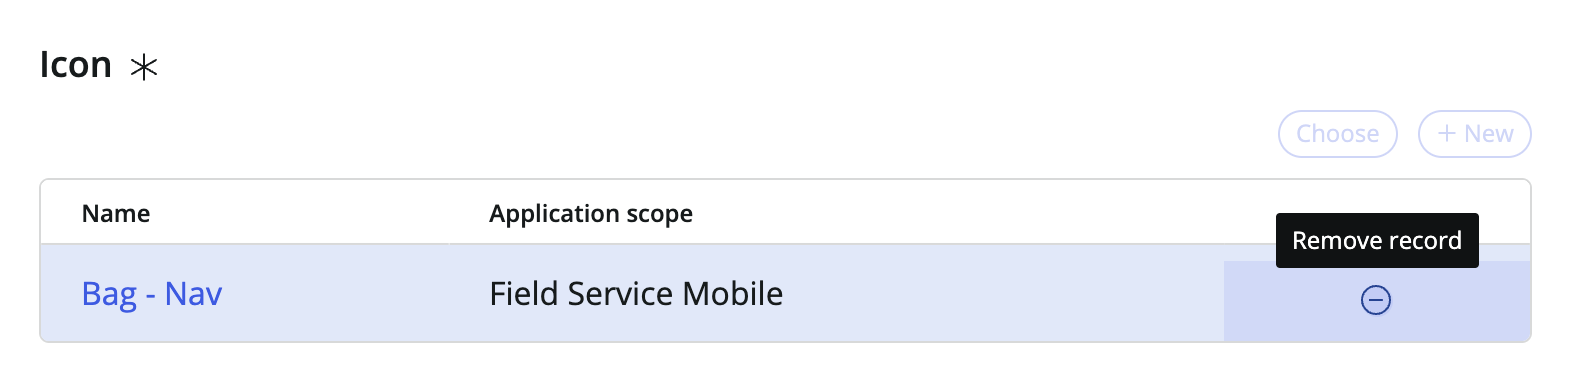 Icon *
Choose
+ New
Name
Application scope
Remove record
Bag - Nav
Field Service Mobile